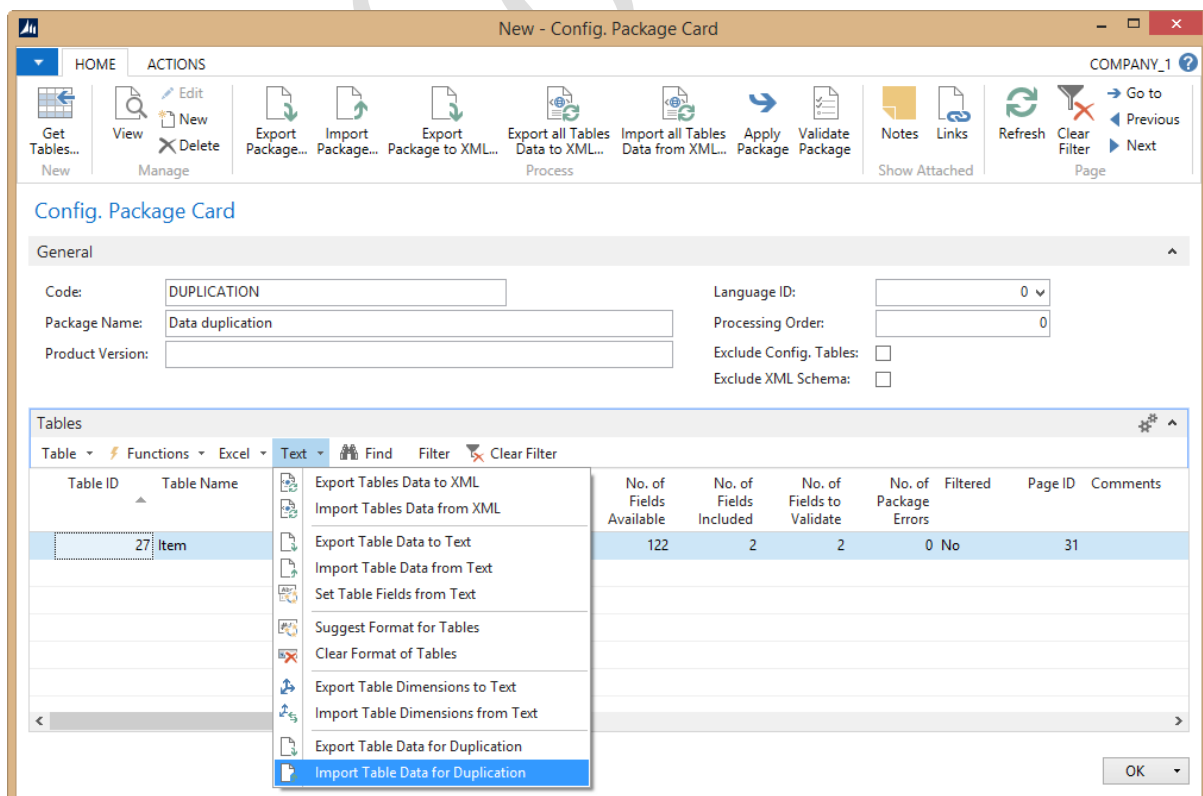 New - Config. Package Card
HOME ACTIONS COMPANY_1
Get Tables...
View
Edit
New
Delete
Export Package...
Import Package...
Export Package to XML...
Export all Tables Data to XML...
Import all Tables Data from XML...
Apply Package
Validate Package
Notes
Links
Refresh
Clear Filter
Go to
Previous
Next
New Manage Process Show Attached Page
Config. Package Card
General
Code: DUPLICATION Language ID: 0
Package Name: Data duplication Processing Order: 0
Product Version: Exclude Config. Tables:
Exclude XML Schema:
Tables
Table Functions Excel Text Find Filter Clear Filter
Table ID Table Name No. of Fields Available No. of Fields Included No. of Fields to Validate No. of Package Errors Filtered Page ID Comments
27 Item 122 2 2 0 No 31
Export Tables Data to XML
Import Tables Data from XML
Export Table Data to Text
Import Table Data from Text
Set Table Fields from Text
Suggest Format for Tables
Clear Format of Tables
Export Table Dimensions to Text
Import Table Dimensions from Text
Export Table Data for Duplication
Import Table Data for Duplication
OK